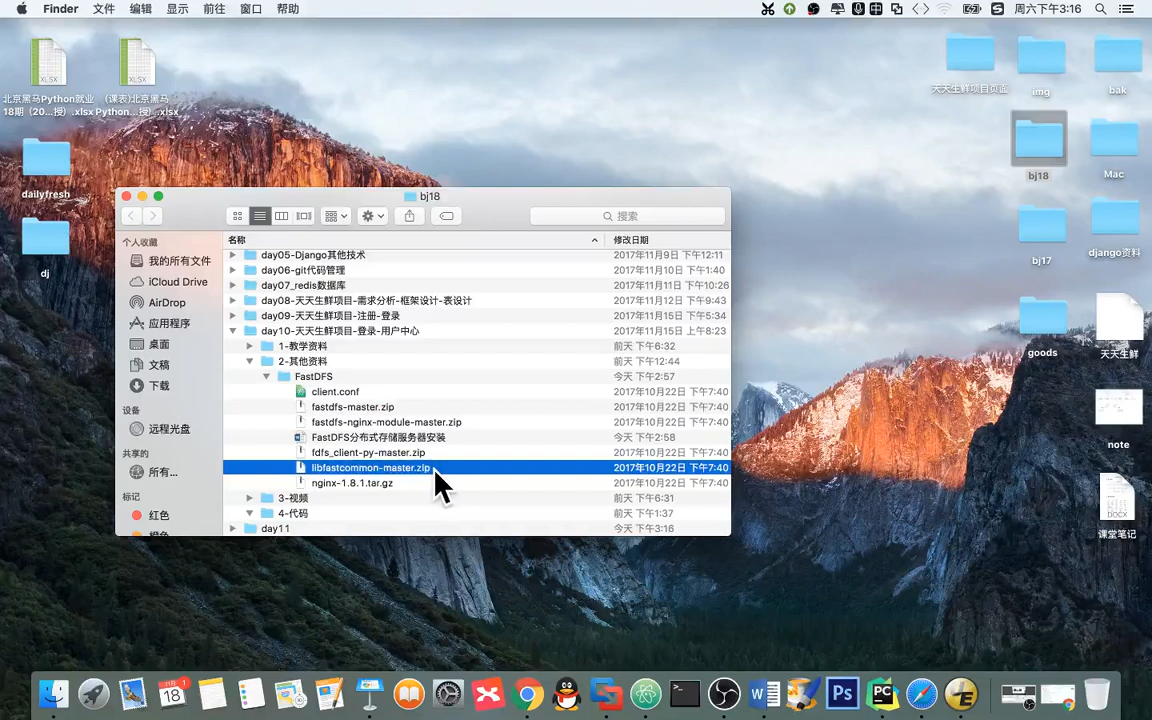 Finder 文件 编辑 显示 前往 窗口 帮助
周六下午3:16
XLSX
XLSX
北京黑马Python就业
18期（20...授）.xlsx
(课表)北京黑马
Python...授）.xlsx
dailyfresh
dj
天天生鲜项目页面
img
bak
bj18
Mac
bj17
django资料
goods
天天生鲜
note
DOCX
课堂笔记
bj18
搜索
个人收藏
我的所有文件
iCloud Drive
AirDrop
应用程序
桌面
文稿
下载
设备
远程光盘
共享的
所有...
标记
红色
橙色
名称 修改日期
day05-Django其他技术 2017年11月9日 下午12:11
day06-git代码管理 2017年11月10日 下午1:40
day07_redis数据库 2017年11月11日 下午10:26
day08-天天生鲜项目-需求分析-框架设计-表设计 2017年11月12日 下午9:43
day09-天天生鲜项目-注册-登录 2017年11月15日 下午5:34
day10-天天生鲜项目-登录-用户中心 2017年11月15日 上午8:23
1-教学资料 前天 下午6:32
2-其他资料 前天 下午12:44
FastDFS 今天 下午2:57
client.conf 2017年10月22日 下午7:40
fastdfs-master.zip 2017年10月22日 下午7:40
fastdfs-nginx-module-master.zip 2017年10月22日 下午7:40
FastDFS分布式存储服务器安装 今天 下午2:58
fdfs_client-py-master.zip 2017年10月22日 下午7:40
libfastcommon-master.zip 2017年10月22日 下午7:40
nginx-1.8.1.tar.gz 2017年10月22日 下午7:40
3-视频 前天 下午6:31
4-代码 前天 下午1:37
day11 今天 下午3:16
18
1
W
Ps
PC